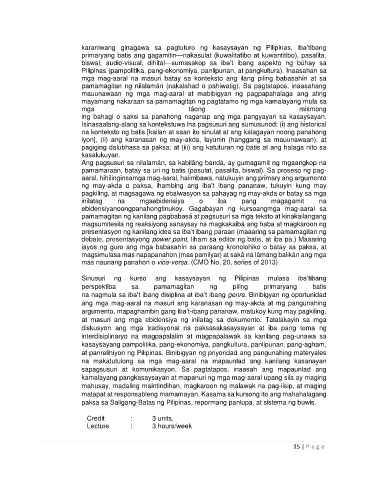 karaniwang ginagawa sa pagtuturo ng kasaysayan ng Pilipinas, iba'tibang
primaryang batis ang gagamitin—nakasulat (kuwalitatibo at kuwantitibo), pasalita,
biswal, audio-visual, dihital—sumasakop sa iba't ibang aspekto ng búhay sa
Pilipinas (pampolitika, pang-ekonomiya, panlipunan, at pangkultura). Inaasahan sa
mga mag-aaral na masuri batay sa konteksto ang ilang piling babasahín at sa
pamamagitan ng nilalamán (nakalahad o pahiwatig). Sa pagtatapos, inaasahang
mauunawaan ng mga mag-aaral at mabibigyan ng pagpapahalaga ang ating
mayamang nakaraan sa pamamagitan ng pagtatamo ng mga kamalayang mula sa
mga táong mismong
ing bahagi o saksi sa panahong naganap ang mga pangyayari sa kasaysayan.
Isinasaalang-alang sa kontekstuwa lna pagsusuri ang sumusunod: (i) ang historical
na konteksto ng batis [kailan at saan ito sinulat at ang kalagayan noong panahong
iyon], (ii) ang karanasan ng may-akda, layunin (hanggang sa mauunawaan), at
pagiging dalubhasa sa paksa; at (iii) ang katuturan ng batis at ang halaga nito sa
kasalukuyan.
Ang pagsusuri sa nilalamán, sa kabilâng bandá, ay gumagamit ng mgaangkop na
pamamaraan, batay sa uri ng batis (pasulat, pasalita, biswal). Sa proseso ng pag-
aaral, hihilinginsamga mag-aaral, halimbawa, natukuyin ang primary ang argumento
ng may-akda o paksa, ihambing ang iba't ibang pananaw, tukuyin kung may
pagkiling, at magsagawa ng ebalwasyon sa pahayag ng may-akda or batay sa mga
inilatag na mgaebidensiya o iba pang magagamit na
ebidensiyanoongpanahongtinukoy. Gagabayan ng kursoangmga mag-aaral sa
pamamagitan ng kanilang pagbabasá at pagsusuri sa mga teksto at kinakailangang
magsumitesila ng reaksiyong sanaysay na magkakaibá ang haba at magkaroon ng
presentasyon ng kanilang idea sa iba't ibang paraan (maaaring sa pamamagitan ng
debate, presentasyong power point, liham sa editor ng batis, at iba pa.) Maaaring
iayos ng guro ang mga babasahín sa paraang kronolohiko o batay sa paksa, at
magsimulasa mas napapanahon (mas pamilyar) at saká na lámang balikán ang mga
mas naunang panahon o vice-versa. (CMO No. 20, series of 2013)
Sinusuri ng kurso ang kasaysayan ng Pilipinas mulasa iba'tibang
perspektiba sa pamamagitan ng piling primaryang batis
na nagmula sa iba't ibang disiplina at iba't ibang genre. Binibigyan ng oportunidad
ang mga mag-aaral na masuri ang karanasan ng may-akda at mga pangunahing
argumento, mapaghambin gang iba't-ibang pananaw, matukoy kung may pagkiling,
at masuri ang mga ebidensiya ng inilatag sa dokumento. Tatalakayin sa mga
diskusyon ang mga tradisyonal na paksasakasaysayan at iba pang tema ng
interdisiplinaryo na magpapalalim at magpapalawak sa kanilang pag-unawa sa
kasaysayang pampolitika, pang-ekonomiya, pangkultura, panlipunan, pang-agham,
at panrelihiyon ng Pilipinas. Binibigyan ng priyoridad ang pangunahing materyales
na makatutulong sa mga mag-aaral na mapaunlad ang kanilang kasanayan
sapagsusuri at komunikasyon. Sa pagtatapos, inaasah ang mapaunlad ang
kamalayang pangkasaysayan at mapanuri ng mga mag-aaral upang sila ay maging
mahusay, madaling maintindihan, magkaroon ng malawak na pag-iisip, at maging
matapat at responsableng mamamayan. Kasama sa kursong ito ang mahahalagang
paksa sa Saligang-Batas ng Pilipinas, repormang panlupa, at sistema ng buwis.
Credit : 3 units,
Lecture : 3 hours/week
15 | P a g e